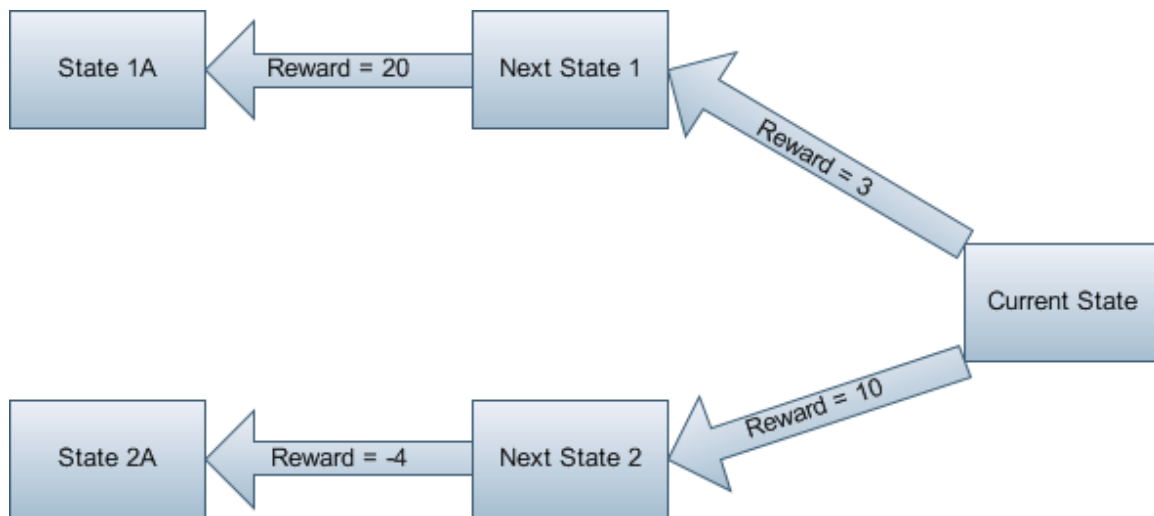 State 1A
Reward = 20
Next State 1
Reward = 3
Current State
Reward = 10
State 2A
Reward = -4
Next State 2